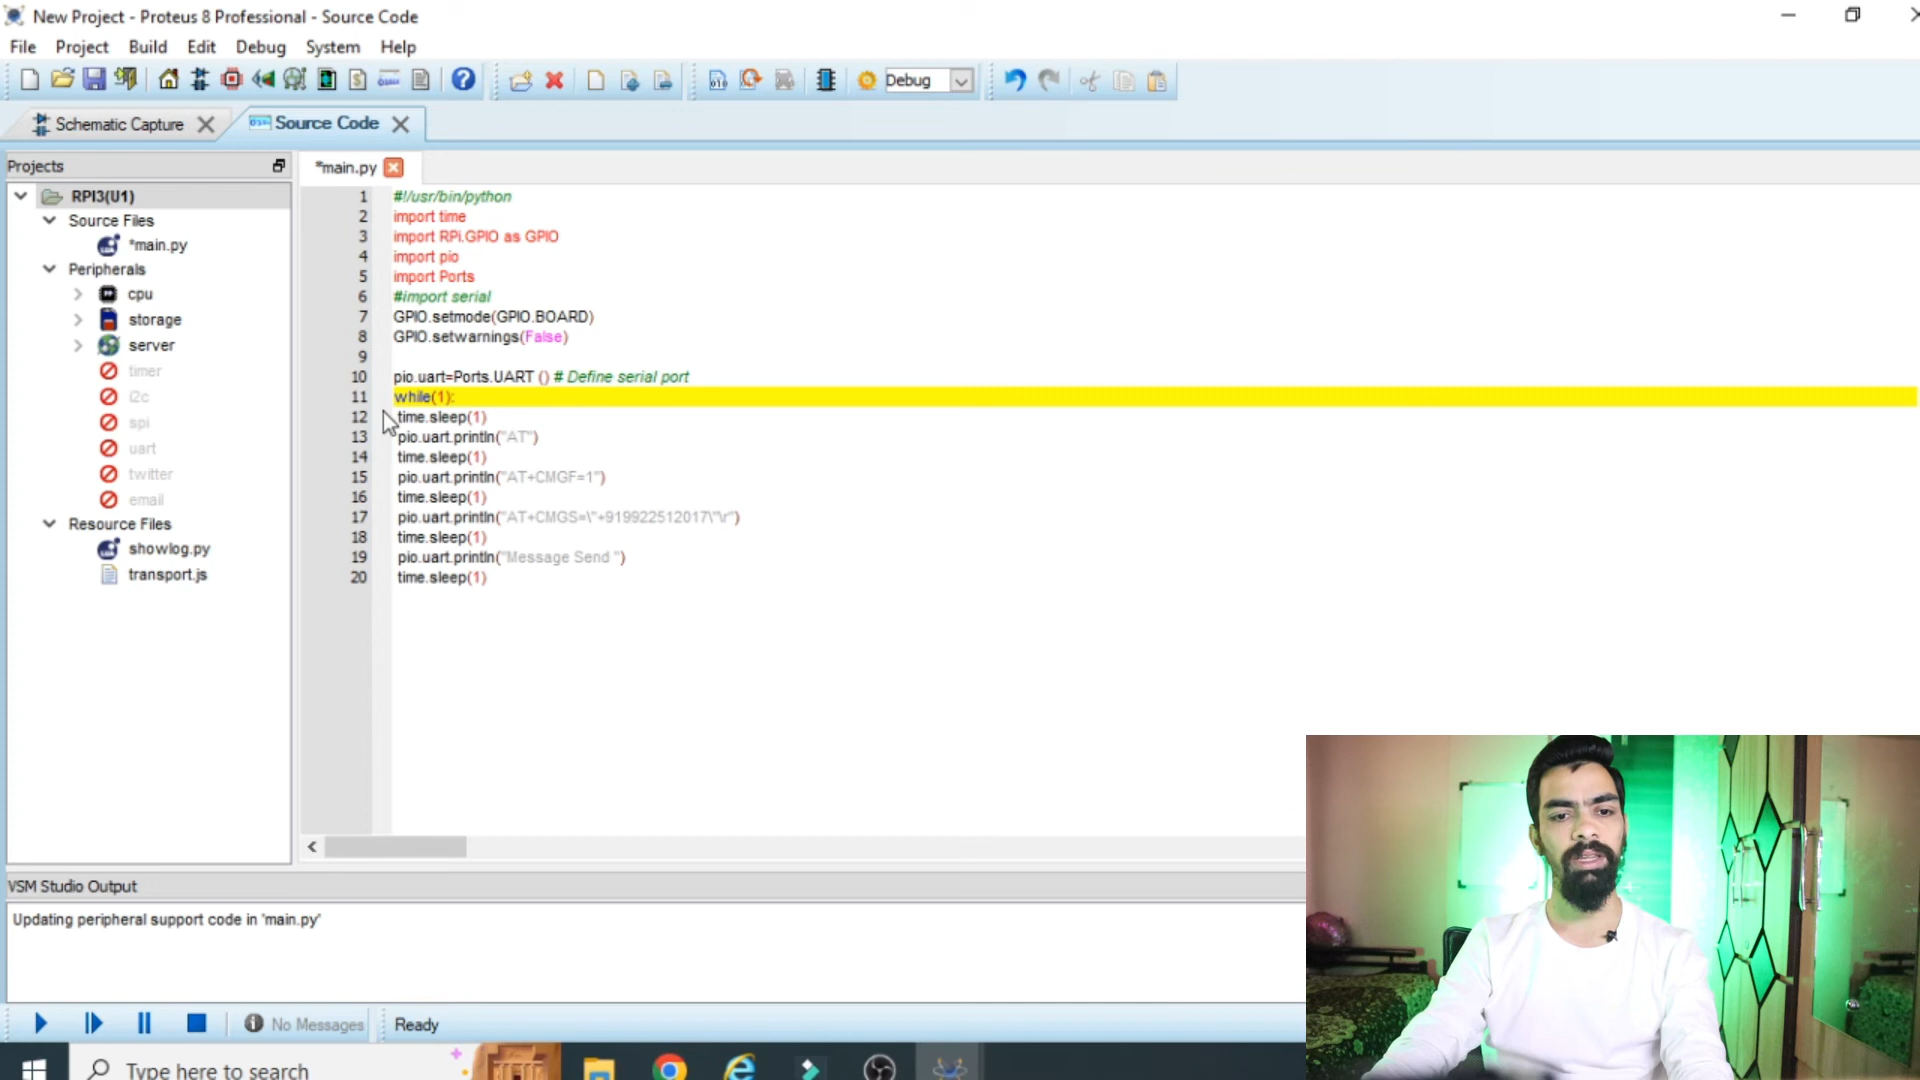 New Project - Proteus 8 Professional - Source Code
File Project Build Edit Debug System Help
Debug
Schematic Capture Source Code
Projects
RPI3(U1)
Source Files
*main.py
Peripherals
cpu
storage
server
timer
i2c
spi
uart
twitter
email
Resource Files
showlog.py
transport.js
*main.py
1 #!/usr/bin/python
2 import time
3 import RPi.GPIO as GPIO
4 import pio
5 import Ports
6 #import serial
7 GPIO.setmode(GPIO.BOARD)
8 GPIO.setwarnings(False)
9
10 pio.uart=Ports.UART () # Define serial port
11 while(1):
12 time.sleep(1)
13 pio.uart.println("AT")
14 time.sleep(1)
15 pio.uart.println("AT+CMGF=1")
16 time.sleep(1)
17 pio.uart.println("AT+CMGS=\"+919922512017\"\r")
18 time.sleep(1)
19 pio.uart.println("Message Send ")
20 time.sleep(1)
VSM Studio Output
Updating peripheral support code in 'main.py'
No Messages Ready
Type here to search